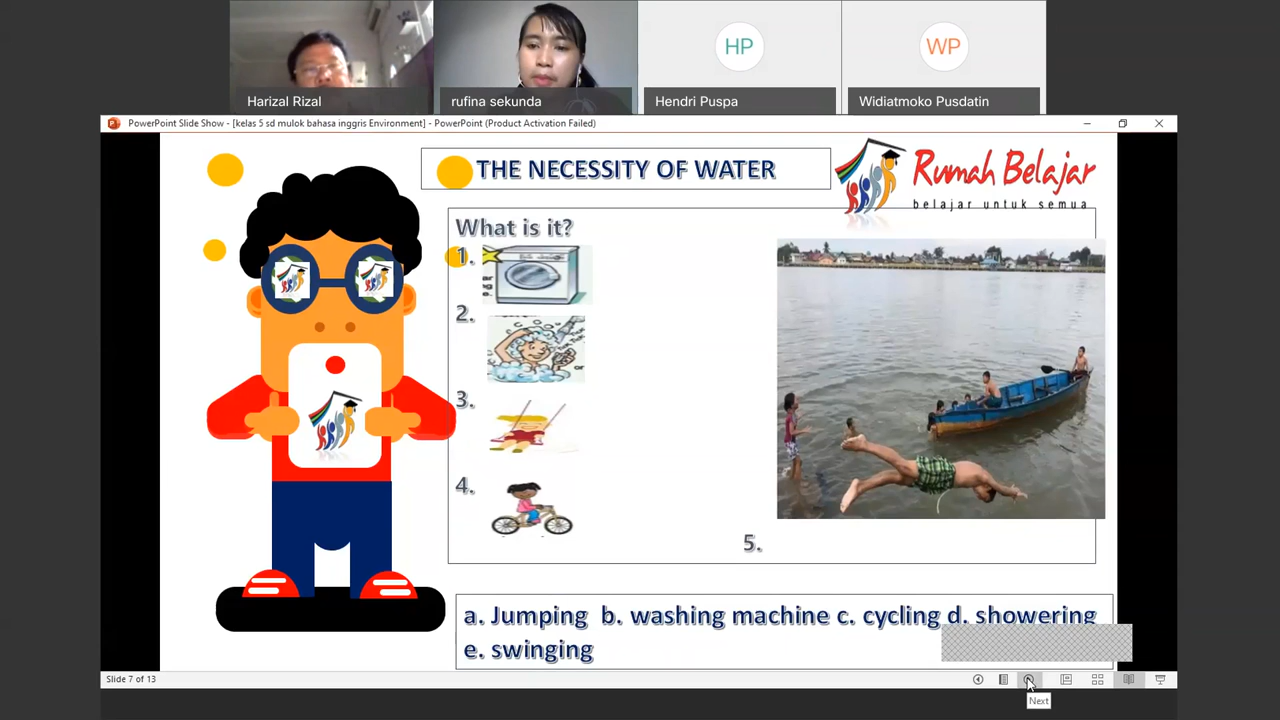 HP
WP
Harizal Rizal
rufina sekunda
Hendri Puspa
Widiatmoko Pusdatin
PowerPoint Slide Show - [kelas 5 sd mulok bahasa inggris Environment] - PowerPoint (Product Activation Failed)
THE NECESSITY OF WATER
Rumah Belajar
belajar untuk semua
What is it?
1.
2.
3.
4.
5.
a. Jumping b. washing machine c. cycling d. showering
e. swinging
Slide 7 of 13
Next